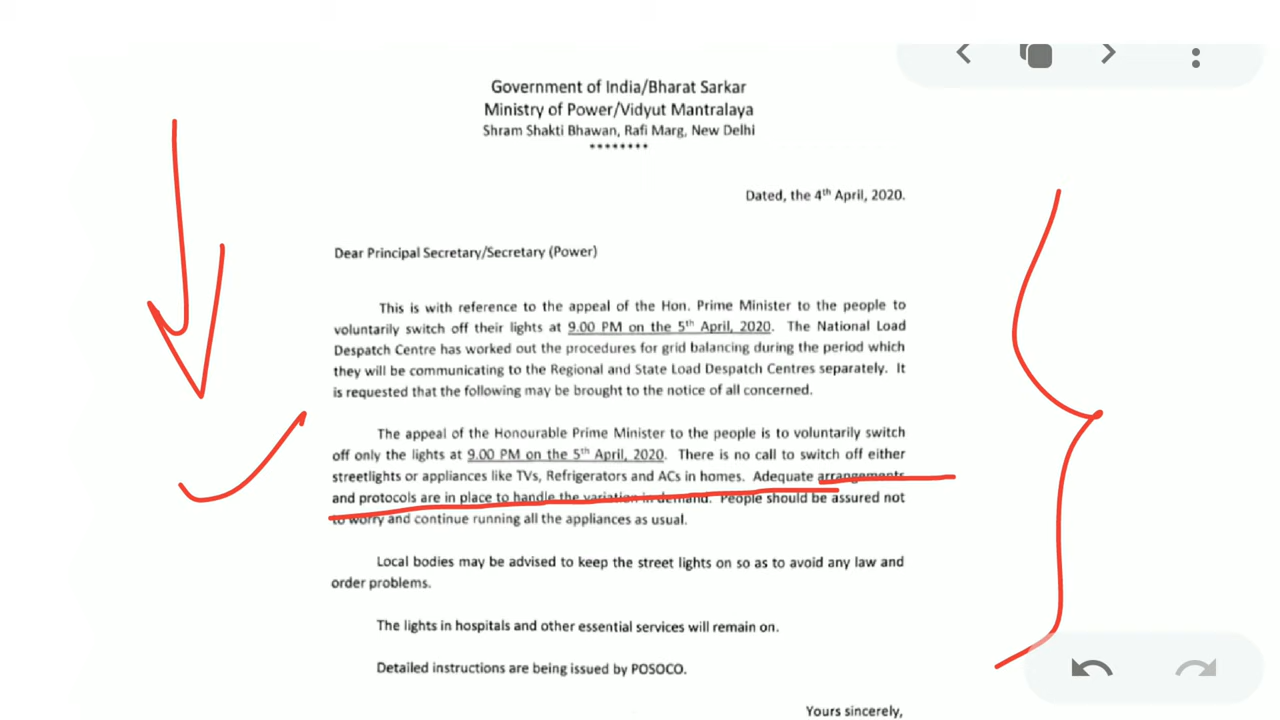 Government of India/Bharat Sarkar
Ministry of Power/Vidyut Mantralaya
Shram Shakti Bhawan, Rafi Marg, New Delhi
********
Dated, the 4th April, 2020.
Dear Principal Secretary/Secretary (Power)
This is with reference to the appeal of the Hon. Prime Minister to the people to
voluntarily switch off their lights at 9.00 PM on the 5th April, 2020. The National Load
Despatch Centre has worked out the procedures for grid balancing during the period which
they will be communicating to the Regional and State Load Despatch Centres separately. It
is requested that the following may be brought to the notice of all concerned.
The appeal of the Honourable Prime Minister to the people is to voluntarily switch
off only the lights at 9.00 PM on the 5th April, 2020. There is no call to switch off either
streetlights or appliances like TVs, Refrigerators and ACs in homes. Adequate arrangements
and protocols are in place to handle the variation in demand. People should be assured not
to worry and continue running all the appliances as usual.
Local bodies may be advised to keep the street lights on so as to avoid any law and
order problems.
The lights in hospitals and other essential services will remain on.
Detailed instructions are being issued by POSOCO.
Yours sincerely,